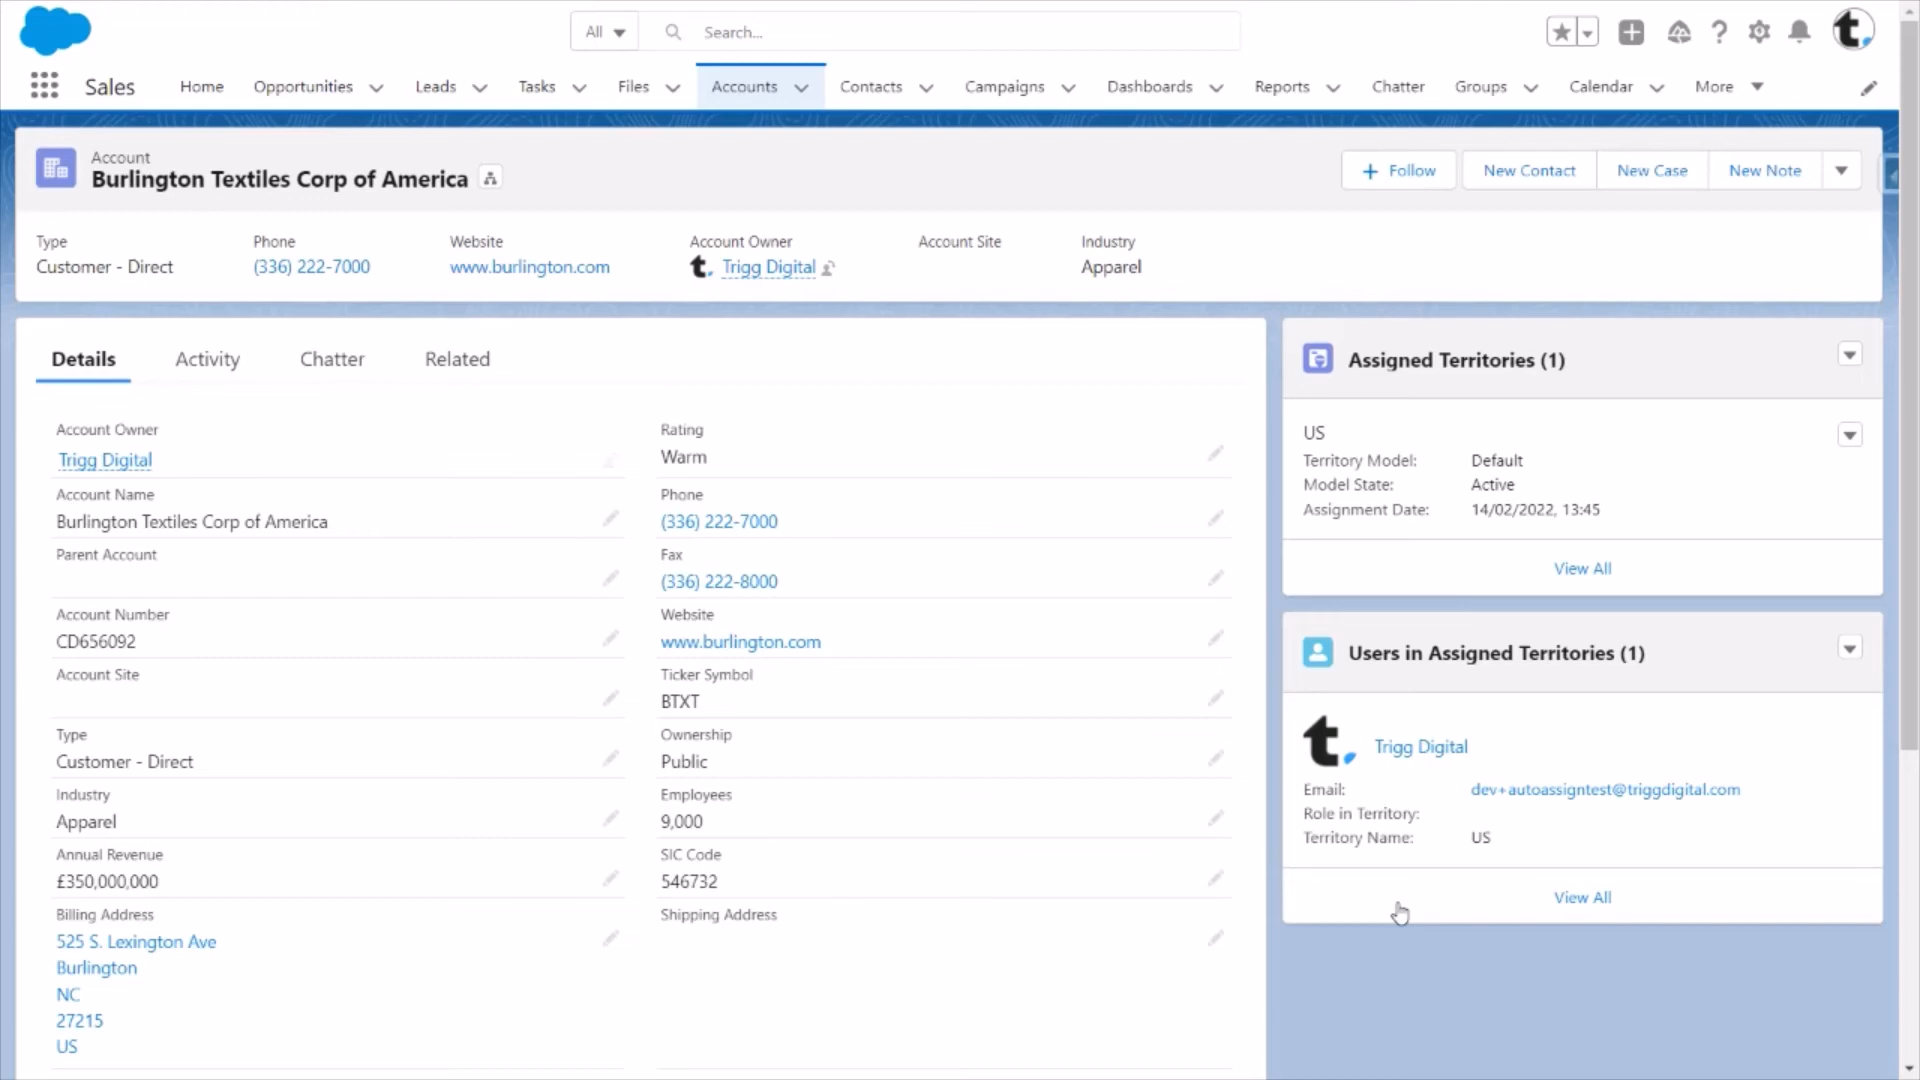 All
Search...
Sales
Home
Opportunities
Leads
Tasks
Files
Accounts
Contacts
Campaigns
Dashboards
Reports
Chatter
Groups
Calendar
More
Account
Burlington Textiles Corp of America
Follow
New Contact
New Case
New Note
Type
Customer - Direct
Phone
(336) 222-7000
Website
www.burlington.com
Account Owner
t. Trigg Digital
Account Site
Industry
Apparel
Details
Activity
Chatter
Related
Account Owner
Trigg Digital
Account Name
Burlington Textiles Corp of America
Parent Account
Account Number
CD656092
Account Site
Type
Customer - Direct
Industry
Apparel
Annual Revenue
£350,000,000
Billing Address
525 S. Lexington Ave
Burlington
NC
27215
US
Rating
Warm
Phone
(336) 222-7000
Fax
(336) 222-8000
Website
www.burlington.com
Ticker Symbol
BTXT
Ownership
Public
Employees
9,000
SIC Code
546732
Shipping Address
Assigned Territories (1)
US
Territory Model: Default
Model State: Active
Assignment Date: 14/02/2022, 13:45
View All
Users in Assigned Territories (1)
t. Trigg Digital
Email: dev+autoassigntest@triggdigital.com
Role in Territory:
Territory Name: US
View All